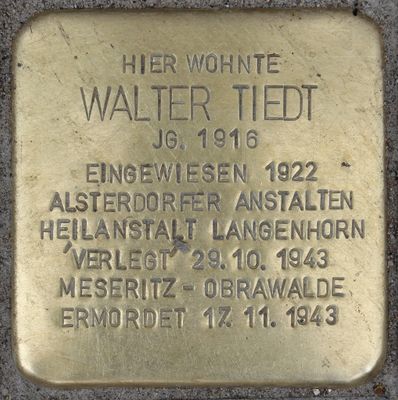 HIER WOHNTE
WALTER TIEDT
JG. 1916
EINGEWIESEN 1922
ALSTERDORFER ANSTALTEN
HEILANSTALT LANGENHORN
'VERLEGT' 29. 10. 1943
MESERITZ - OBRAWALDE
ERMORDET 17. 11. 1943